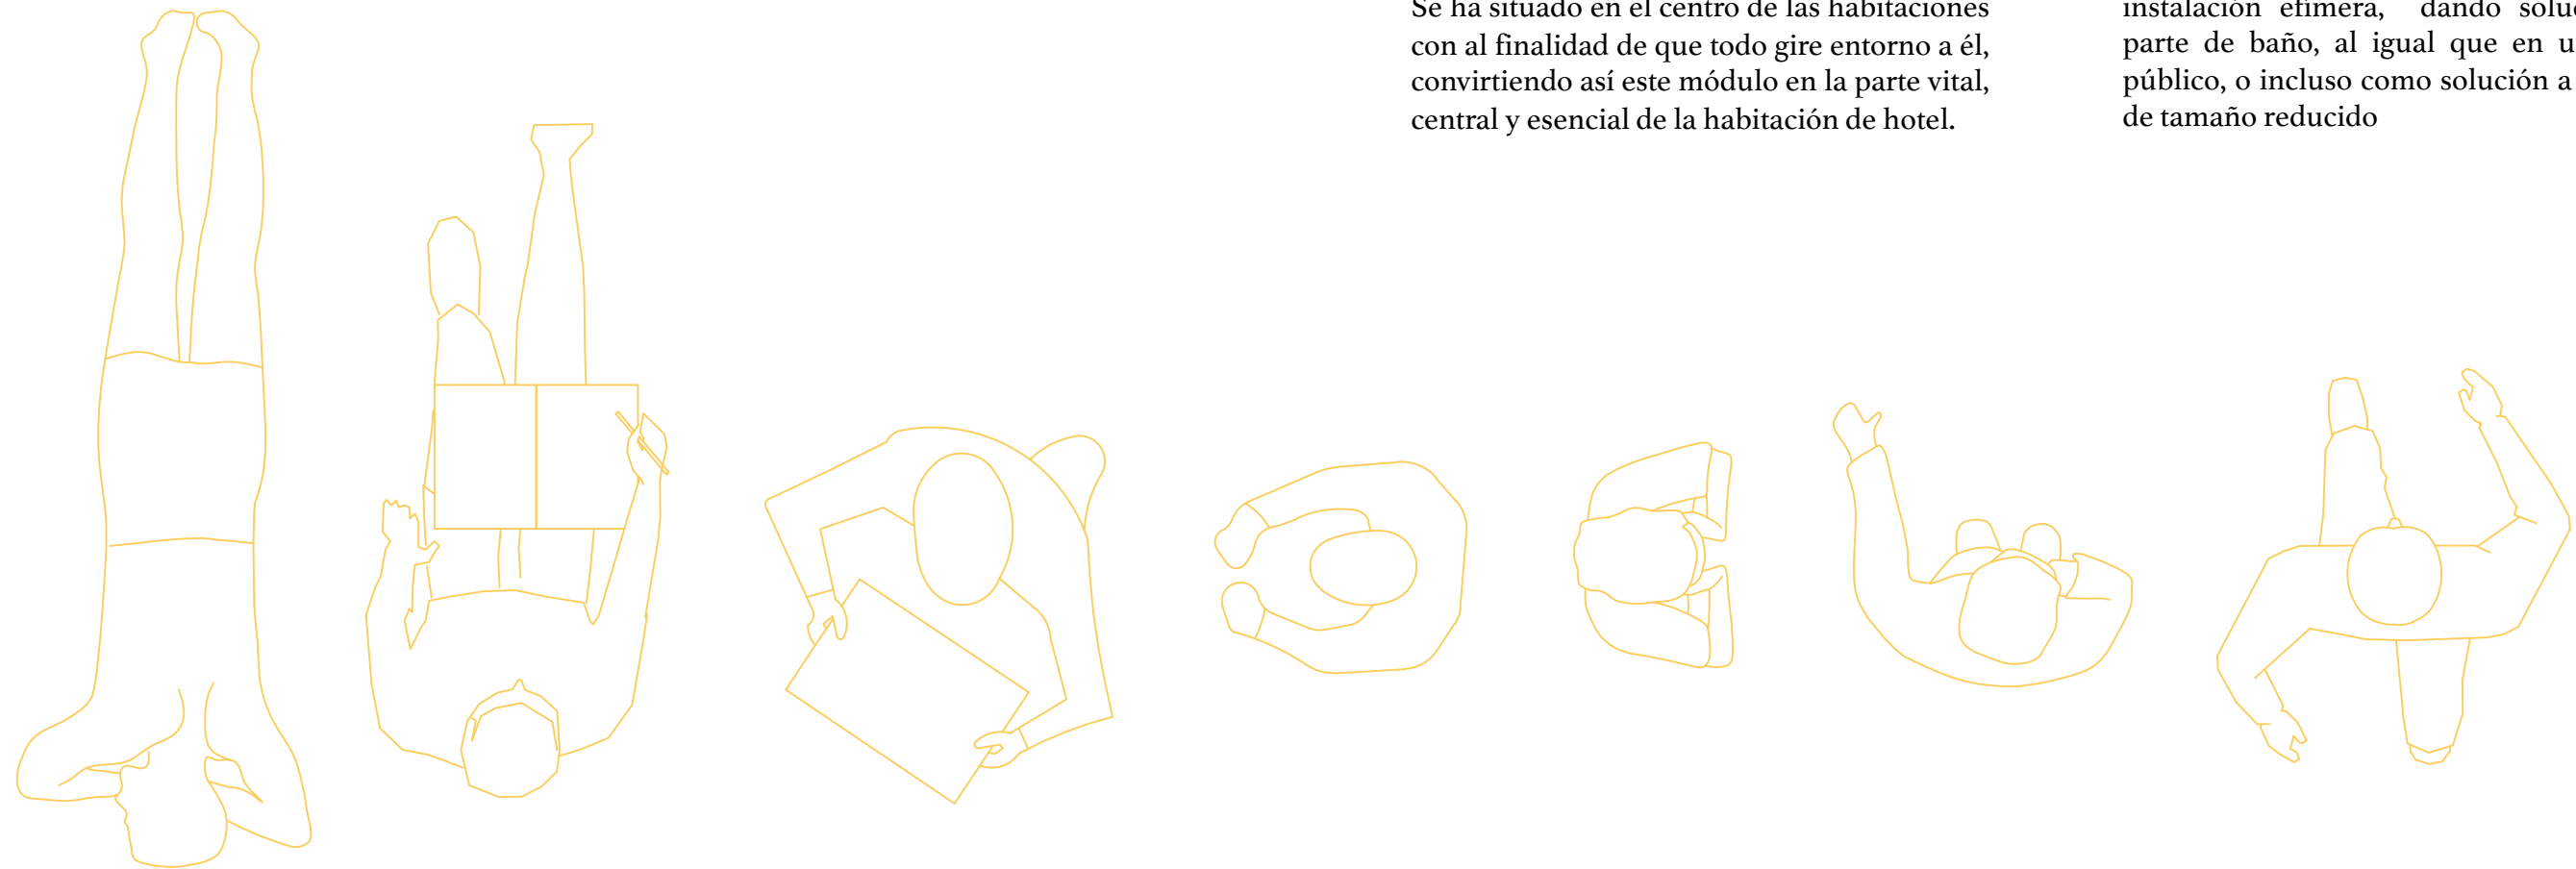 Se ha situado en el centro de las habitaciones
con al finalidad de que todo gire entorno a él,
convirtiendo así este módulo en la parte vital,
central y esencial de la habitación de hotel.
instalación efímera, dando
parte de baño, al igual que en
público, o incluso como solución a
de tamaño reducido